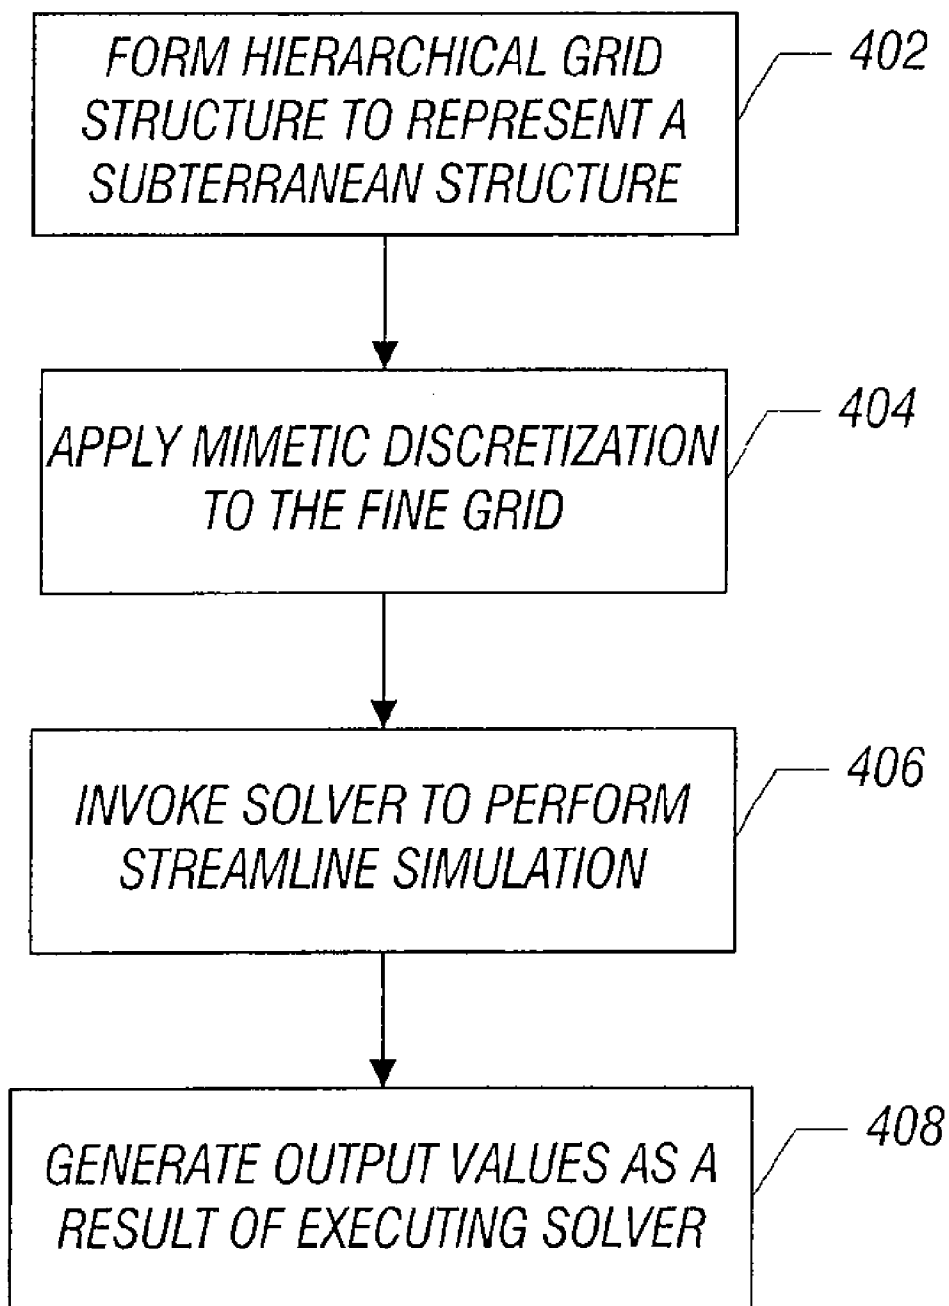 FORM HIERARCHICAL GRID
STRUCTURE TO REPRESENT A
SUBTERRANEAN STRUCTURE
402
APPLY MIMETIC DISCRETIZATION
TO THE FINE GRID
404
INVOKE SOLVER TO PERFORM
STREAMLINE SIMULATION
406
GENERATE OUTPUT VALUES AS A
RESULT OF EXECUTING SOLVER
408